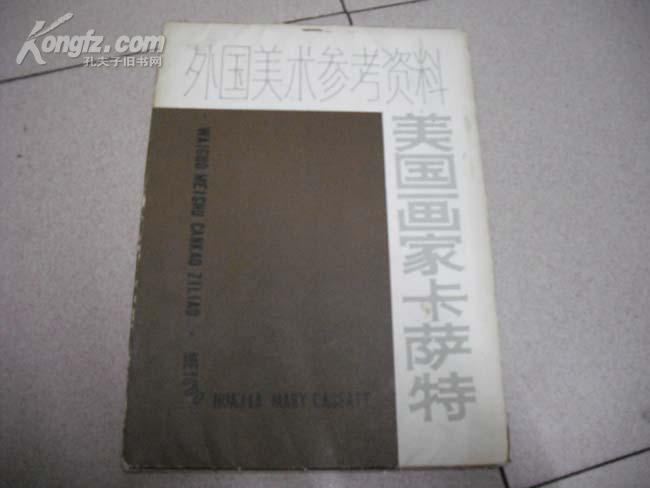 Kongfz.com
孔夫子旧书网
外国美术参考资料
美国画家卡萨特
·WAIGUO MEISHU CANKAO ZILIAO·
MEIGUO
HUAJIA MARY CASSATT